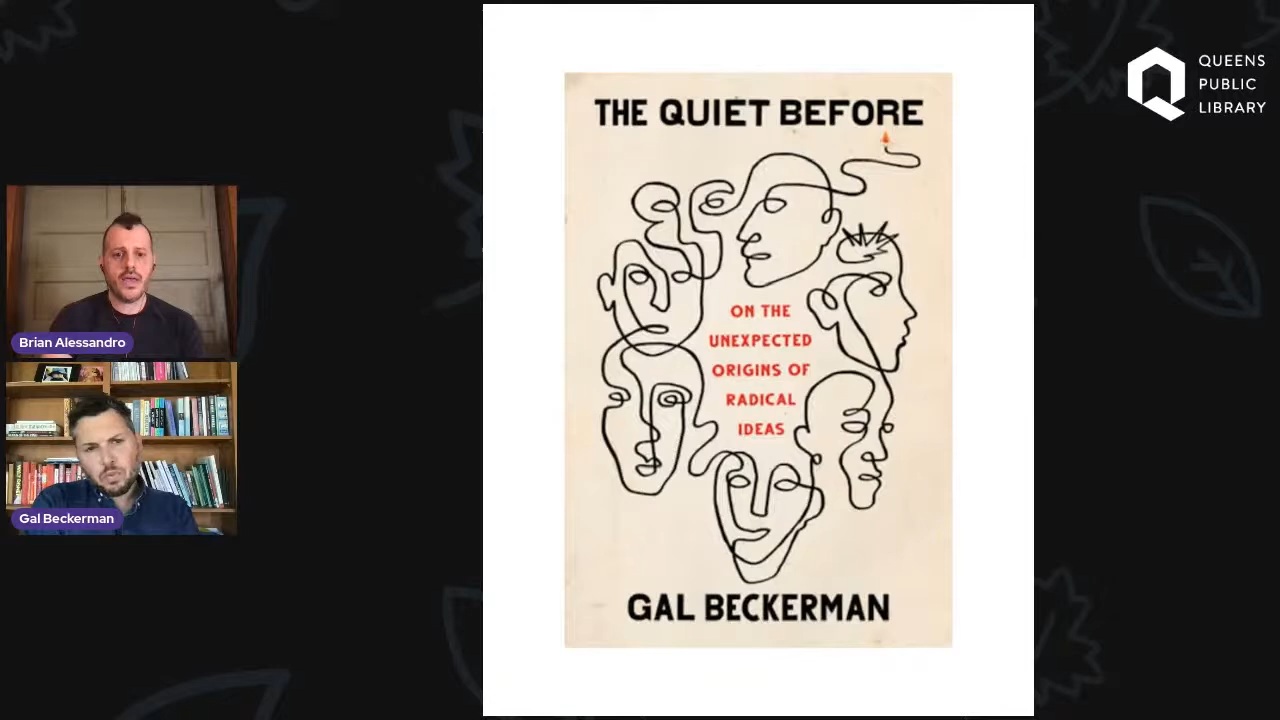 THE QUIET BEFORE
ON THE
UNEXPECTED
ORIGINS OF
RADICAL
IDEAS
GAL BECKERMAN
QUEENS
PUBLIC
LIBRARY
Brian Alessandro
Gal Beckerman